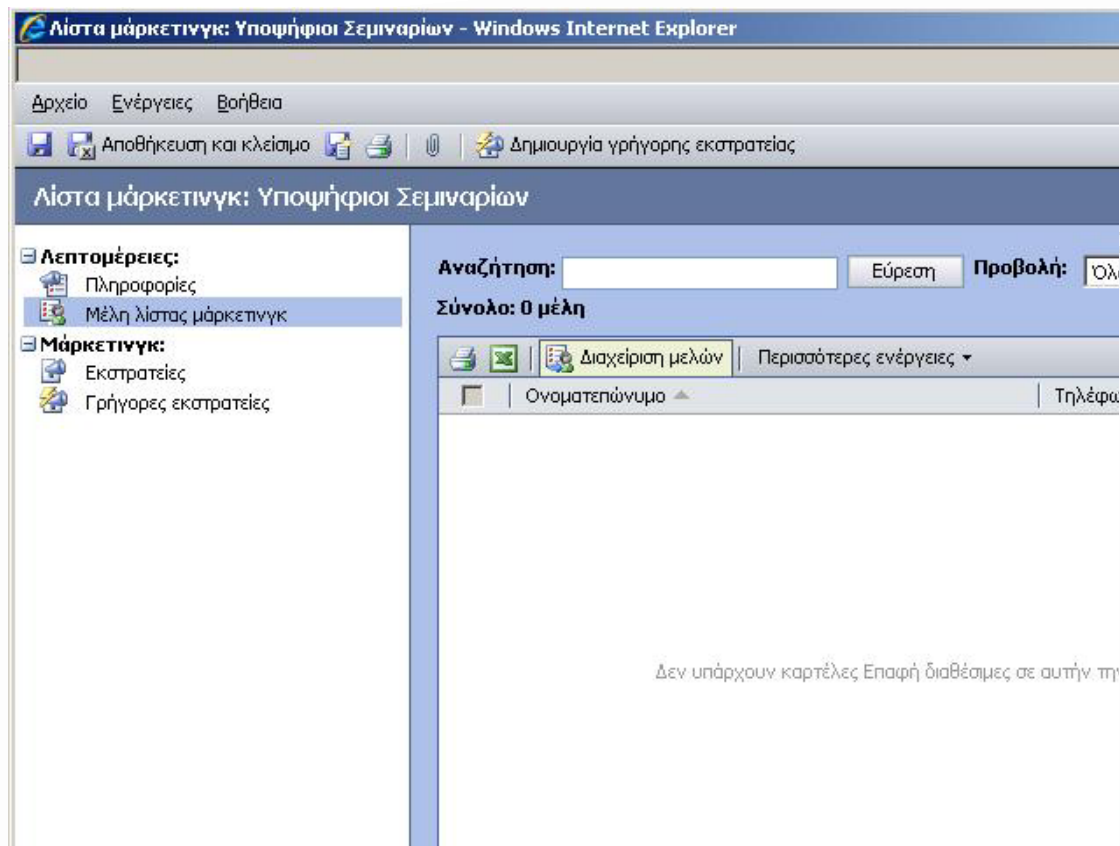 Λίστα μάρκετινγκ: Υποψήφιοι Σεμιναρίων - Windows Internet Explorer
Αρχείο Ενέργειες Βοήθεια
Αποθήκευση και κλείσιμο Δημιουργία γρήγορης εκστρατείας
Λίστα μάρκετινγκ: Υποψήφιοι Σεμιναρίων
Λεπτομέρειες:
Πληροφορίες
Μέλη λίστας μάρκετινγκ
Μάρκετινγκ:
Εκστρατείες
Γρήγορες εκστρατείες
Αναζήτηση: Εύρεση Προβολή:
Σύνολο: 0 μέλη
Διαχείριση μελών Περισσότερες ενέργειες
Ονοματεπώνυμο
Δεν υπάρχουν καρτέλες Επαφή διαθέσιμες σε αυτήν